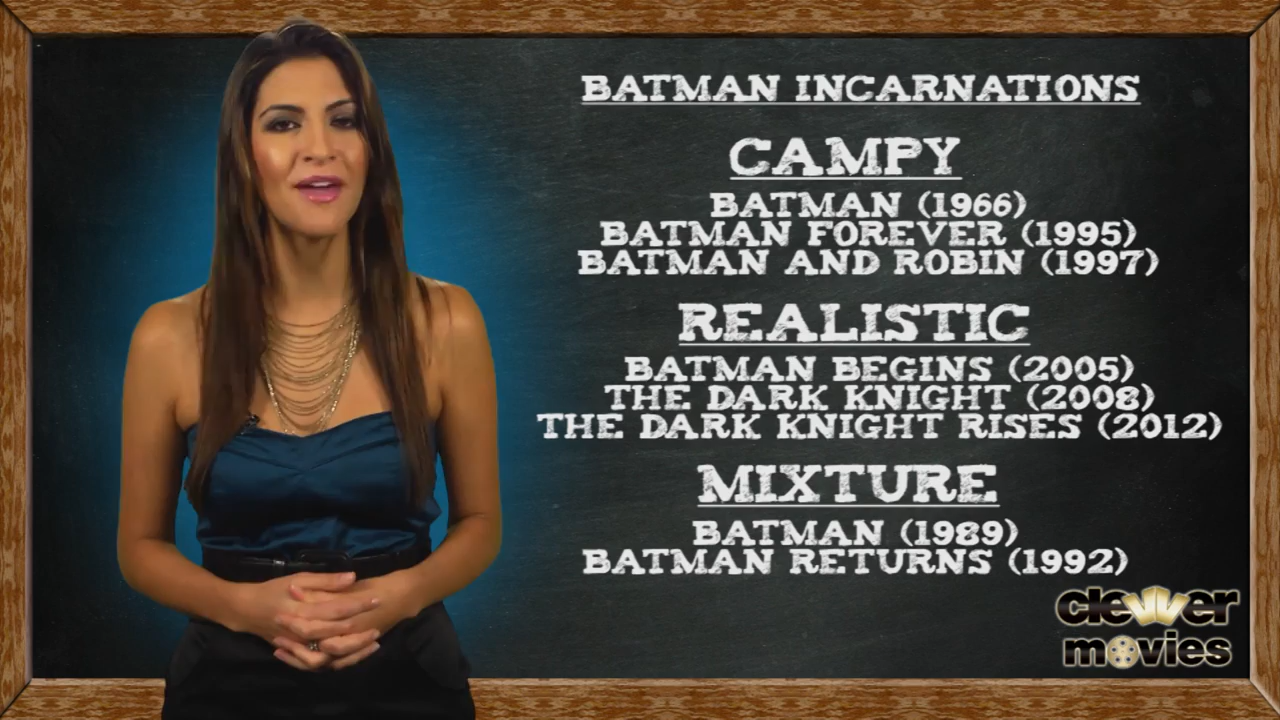 BATMAN INCARNATIONS
CAMPY
BATMAN (1966)
BATMAN FOREVER (1995)
BATMAN AND ROBIN (1997)
REALISTIC
BATMAN BEGINS (2005)
THE DARK KNIGHT (2008)
THE DARK KNIGHT RISES (2012)
MIXTURE
BATMAN (1989)
BATMAN RETURNS (1992)
clevver
movies